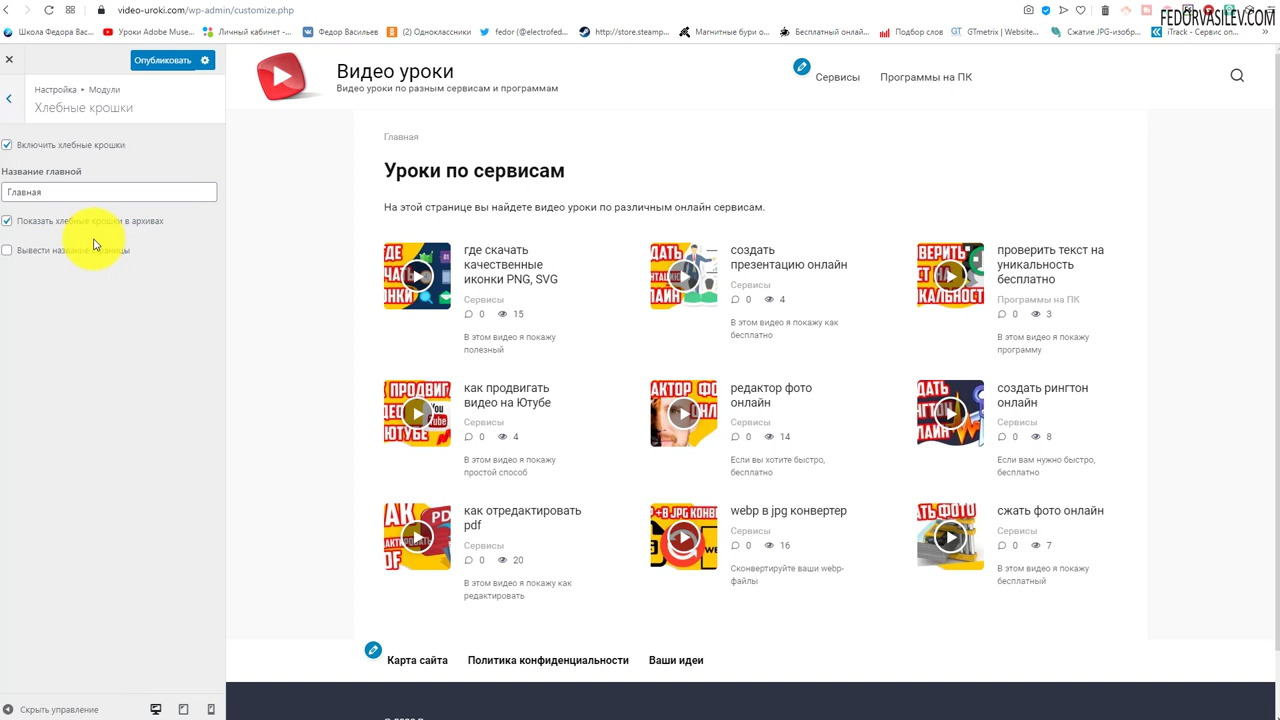 video-uroki.com/wp-admin/customize.php
FEDORVASILEV.COM
Школа Федора Вас...
Уроки Adobe Muse...
Личный кабинет -...
Федор Васильев
(2) Одноклассники
fedor (@electrofed...
http://store.steamp...
Магнитные бури о...
Бесплатный онлай...
Подбор слов
GTmetrix | Website...
Сжатие JPG-изобр...
iTrack - Сервис оп...
Опубликовать
Настройка ▸ Модули
Хлебные крошки
Включить хлебные крошки
Название главной
Главная
Показать хлебные крошки в архивах
Вывести название страницы
Скрыть управление
Видео уроки
Видео уроки по разным сервисам и программам
Сервисы
Программы на ПК
Главная
Уроки по сервисам
На этой странице вы найдете видео уроки по различным онлайн сервисам.
где скачать
качественные
иконки PNG, SVG
Сервисы
0 15
В этом видео я покажу
полезный
создать
презентацию онлайн
Сервисы
0 4
В этом видео я покажу как
бесплатно
проверить текст на
уникальность
бесплатно
Программы на ПК
0 3
В этом видео я покажу
программу
как продвигать
видео на Ютубе
Сервисы
0 4
В этом видео я покажу
простой способ
редактор фото
онлайн
Сервисы
0 14
Если вы хотите быстро,
бесплатно
создать рингтон
онлайн
Сервисы
0 8
Если вам нужно быстро,
бесплатно
как отредактировать
pdf
Сервисы
0 20
В этом видео я покажу как
редактировать
webp в jpg конвертер
Сервисы
0 16
Сконвертируйте ваши webp-
файлы
сжать фото онлайн
Сервисы
0 7
В этом видео я покажу
бесплатный
Карта сайта
Политика конфиденциальности
Ваши идеи